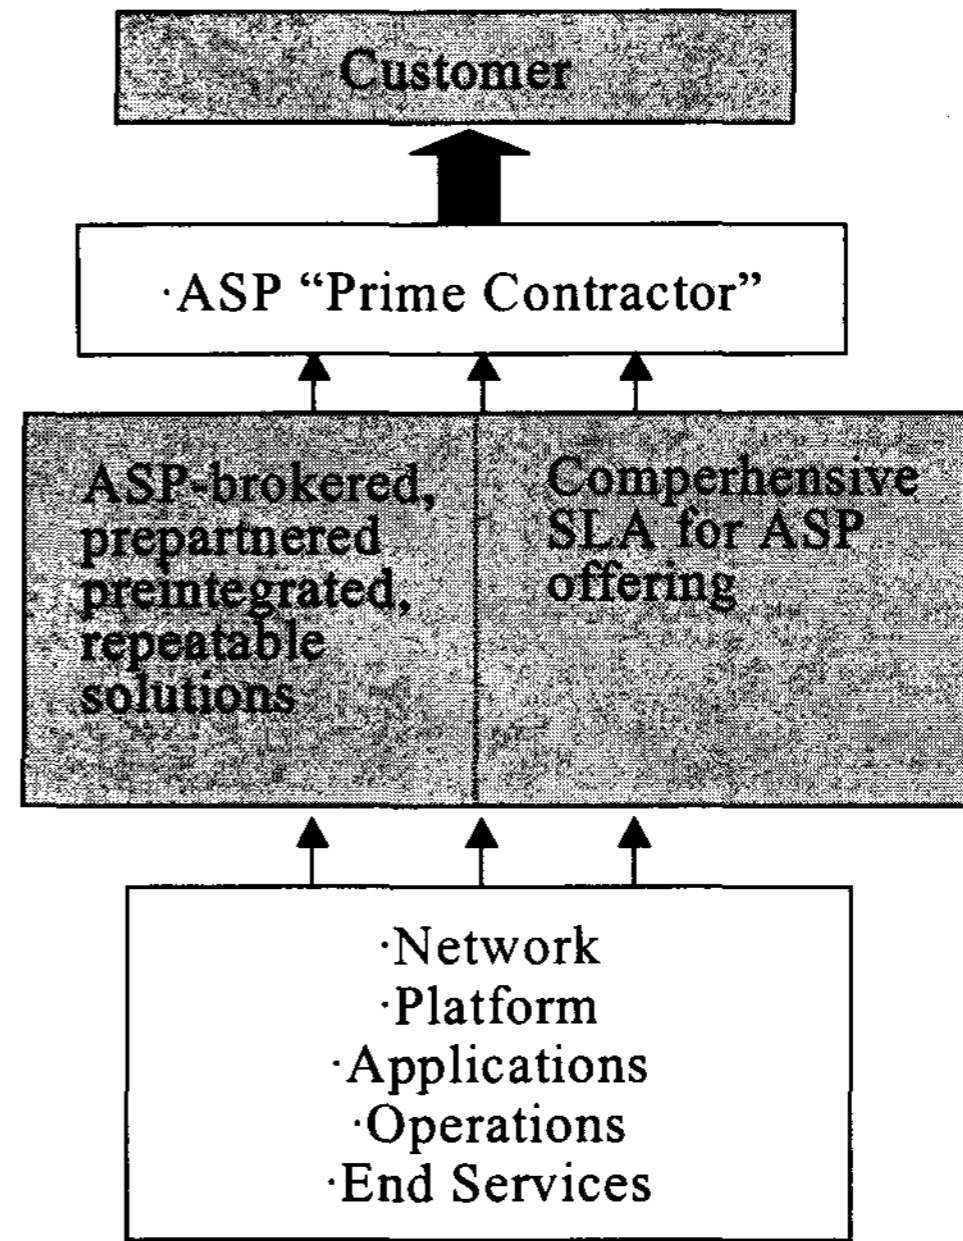 Customer
·ASP “Prime Contractor”
ASP-brokered,
prepartnered
preintegrated,
repeatable
solutions
Comperhensive
SLA for ASP
offering
·Network
·Platform
·Applications
·Operations
·End Services